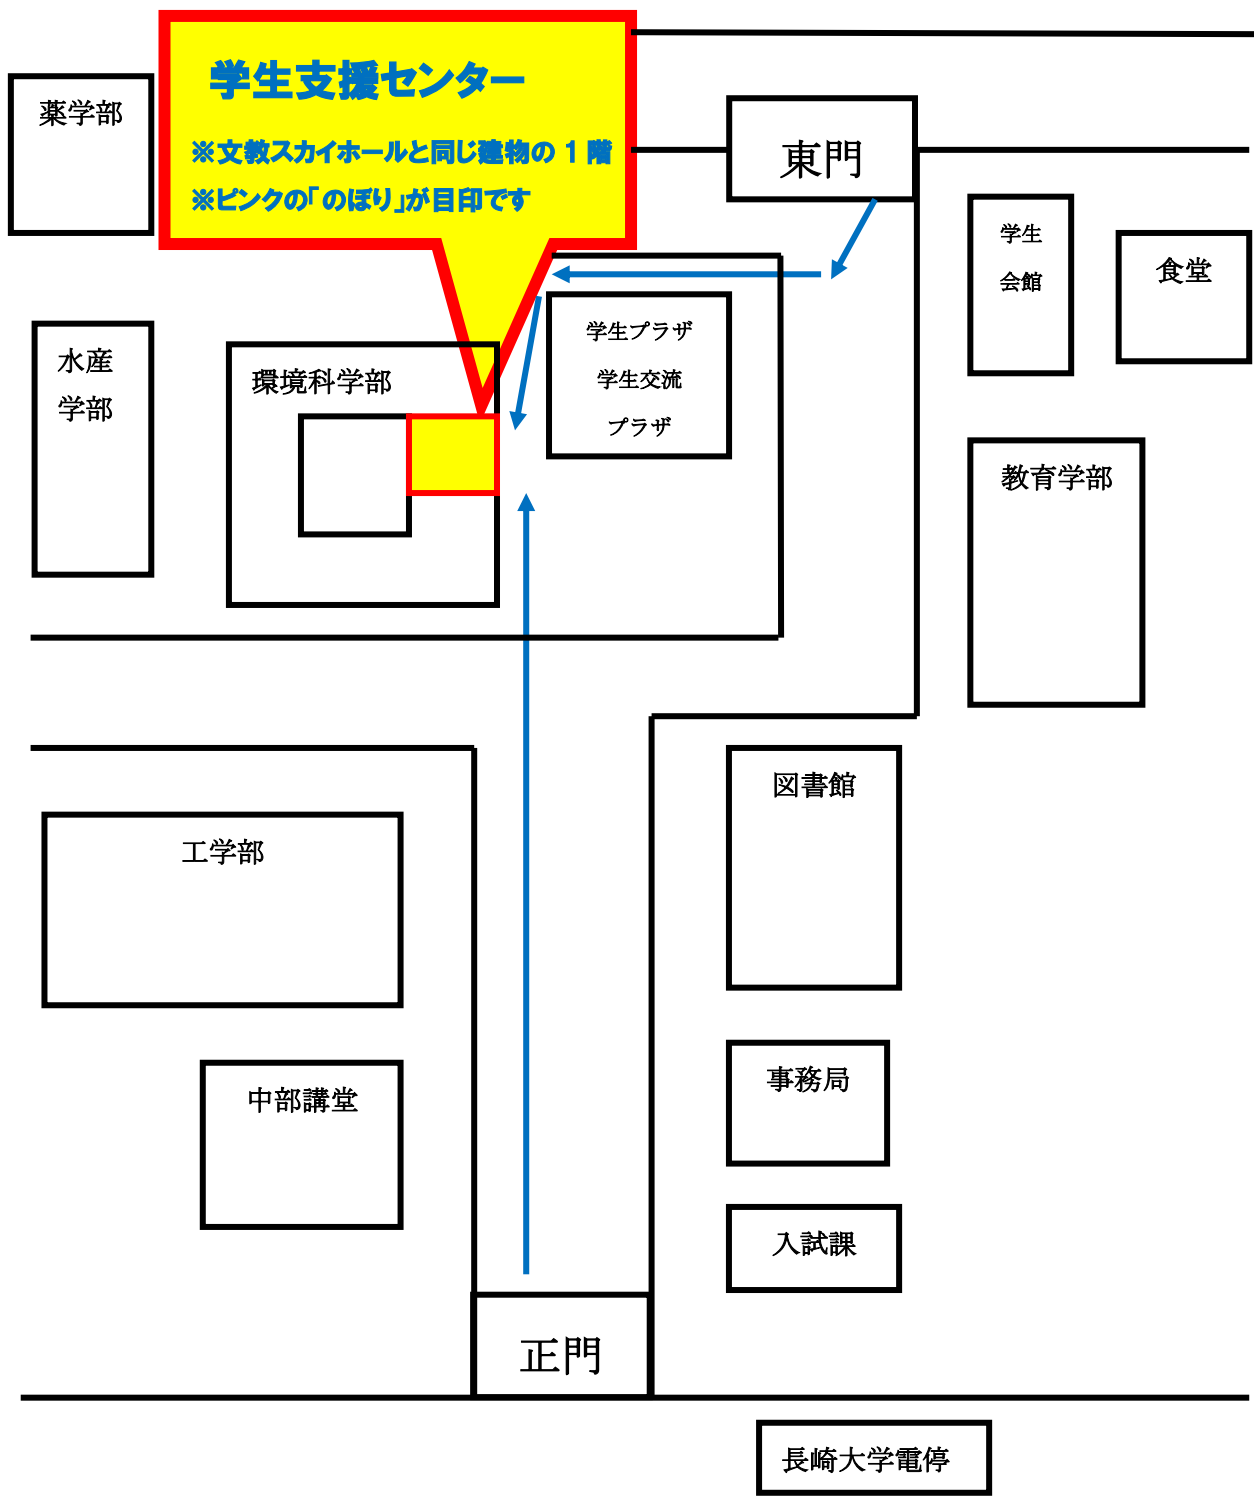 学生支援センター
※文教スカイホールと同じ建物の1階
※ピンクの「のぼり」が目印です
薬学部
東門
学生
会館
食堂
水産
学部
環境科学部
学生プラザ
学生交流
プラザ
教育学部
図書館
工学部
事務局
中部講堂
入試課
正門
長崎大学電停